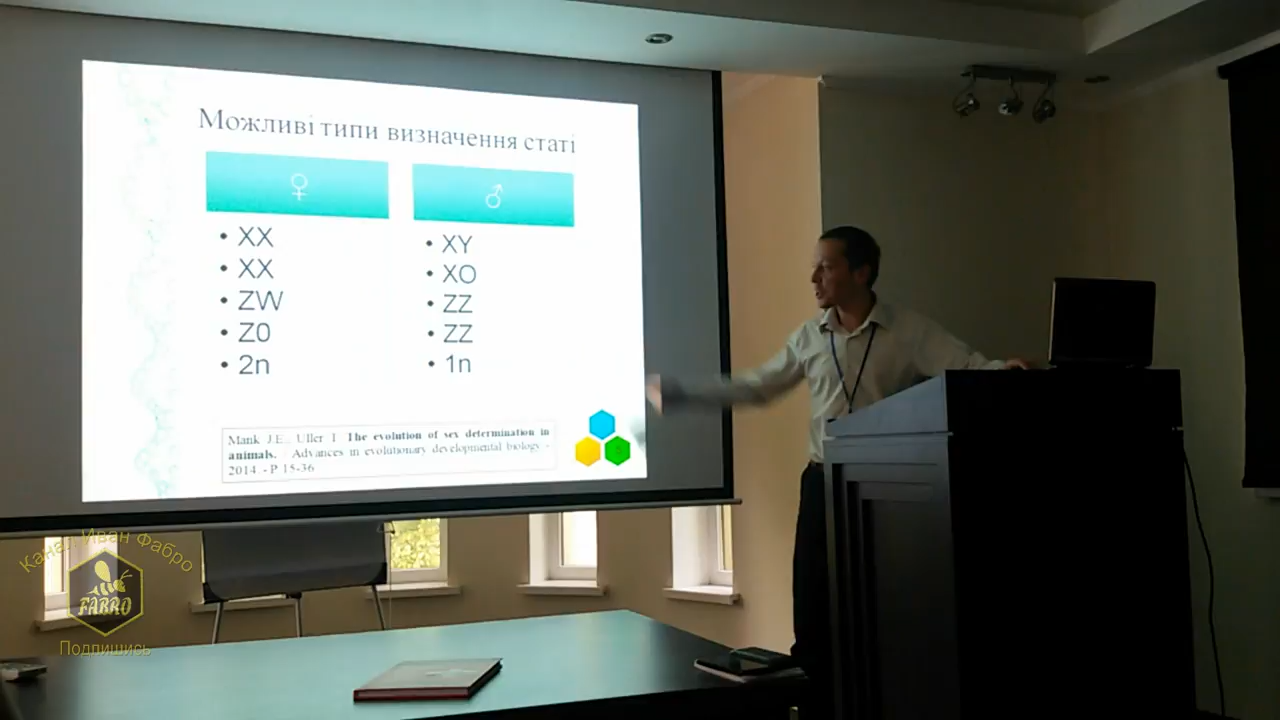 Можливі типи визначення статі
♀
♂
• XX
• XX
• ZW
• Z0
• 2n
• XY
• XO
• ZZ
• ZZ
• 1n
Mank J.E., Uller T. The evolution of sex determination in
animals. // Advances in evolutionary developmental biology -
2014. - P 15-36
Канал Иван Фабро
FABRO
Подпишись